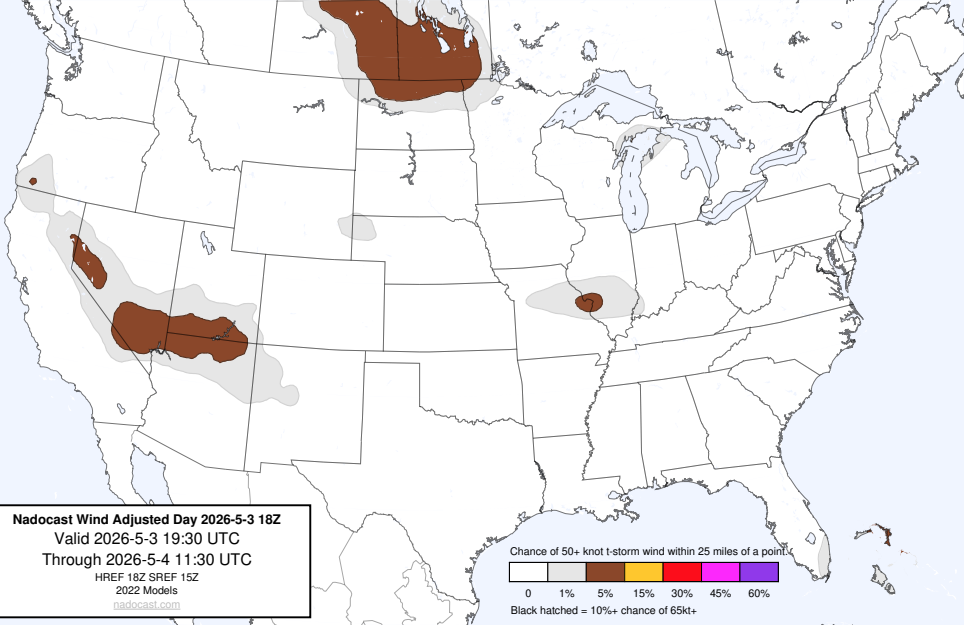 Nadocast Wind Adjusted Day 2026-5-3 18Z
Valid 2026-5-3 19:30 UTC
Through 2026-5-4 11:30 UTC
HREF 18Z SREF 15Z
2022 Models
nadocast.com
Chance of 50+ knot t-storm wind within 25 miles of a point.
0 1% 5% 15% 30% 45% 60%
Black hatched = 10%+ chance of 65kt+